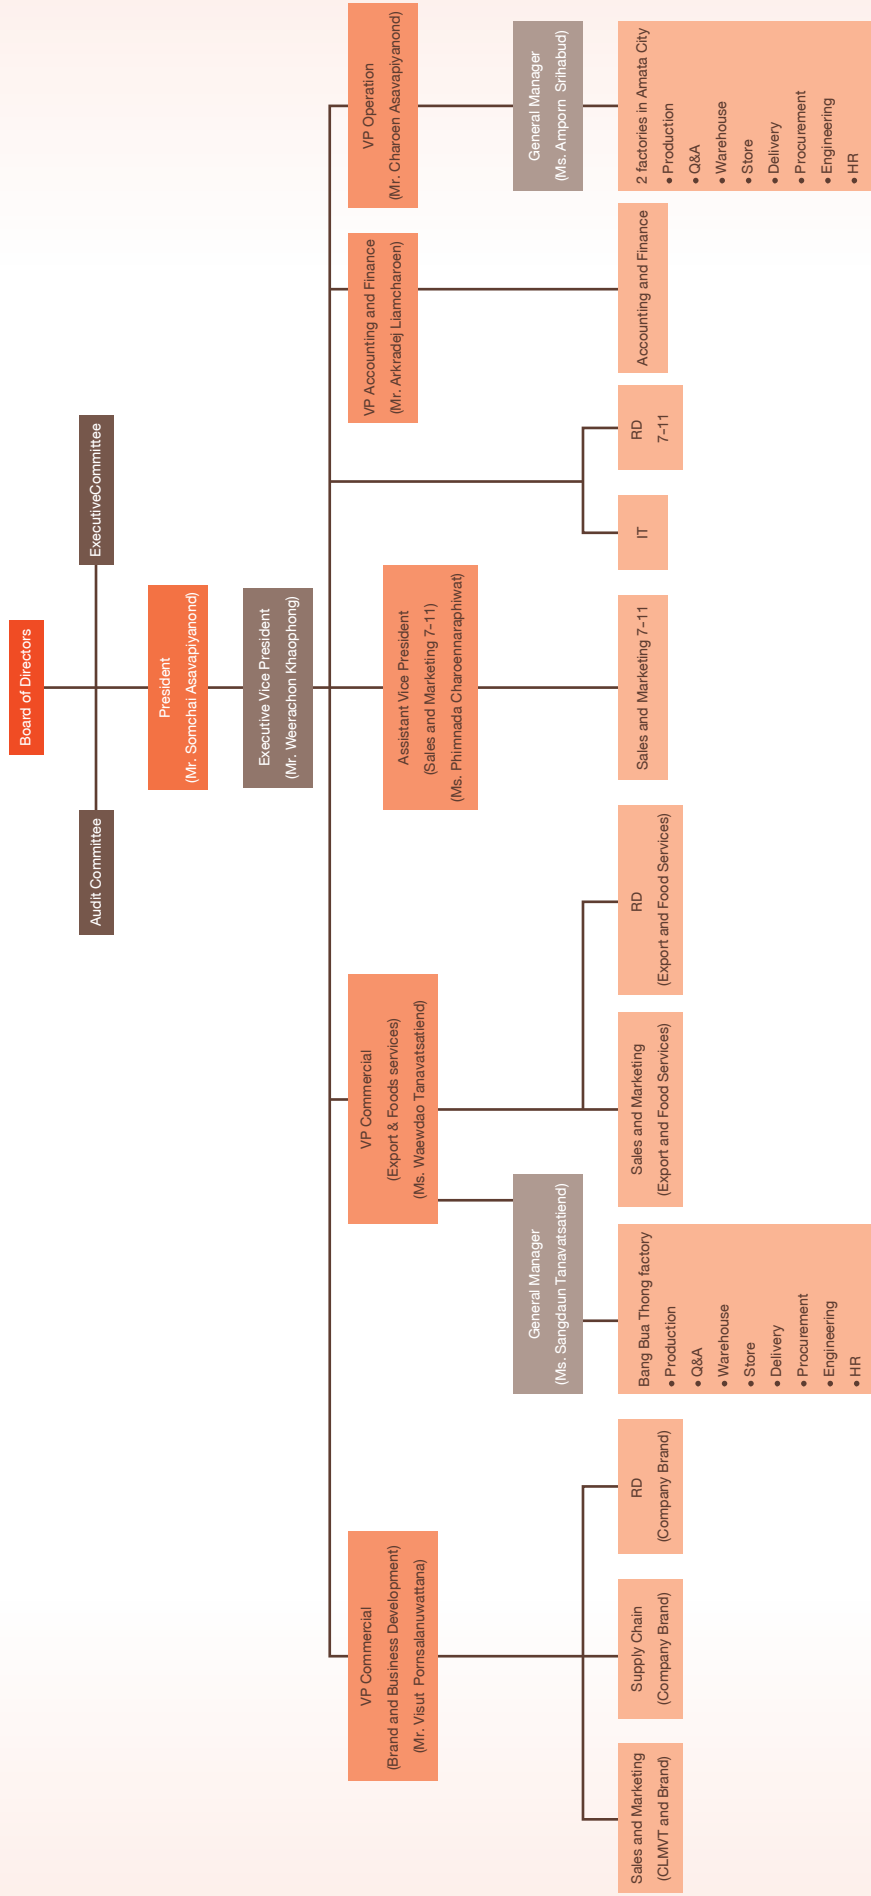 Board of Directors
Audit Committee
ExecutiveCommittee
President
(Mr. Somchai Asavapiyanond)
Executive Vice President
(Mr. Weerachon Khaophong)
VP Commercial
(Brand and Business Development)
(Mr. Visut Pornsalanuwattana)
VP Commercial
(Export & Foods services)
(Ms. Waewdao Tanavatsatiend)
Assistant Vice President
(Sales and Marketing 7-11)
(Ms. Phimnada Charoennaraphiwat)
VP Accounting and Finance
(Mr. Arkradej Liamcharoen)
VP Operation
(Mr. Charoen Asavapiyanond)
General Manager
(Ms. Sangdaun Tanavatsatiend)
General Manager
(Ms. Amporn Srihabud)
Sales and Marketing
(CLMVT and Brand)
Supply Chain
(Company Brand)
RD
(Company Brand)
Bang Bua Thong factory
• Production
• Q&A
• Warehouse
• Store
• Delivery
• Procurement
• Engineering
• HR
Sales and Marketing
(Export and Food Services)
RD
(Export and Food Services)
Sales and Marketing 7-11
IT
RD
7-11
Accounting and Finance
2 factories in Amata City
• Production
• Q&A
• Warehouse
• Store
• Delivery
• Procurement
• Engineering
• HR